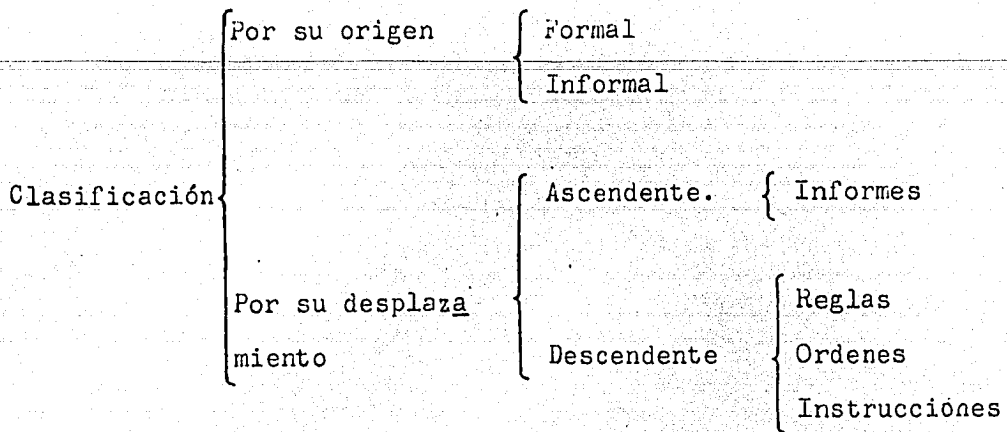 Por su origen Formal
Informal
Clasificación Ascendente. Informes
Por su desplaza Reglas
miento Descendente Ordenes
Instrucciones